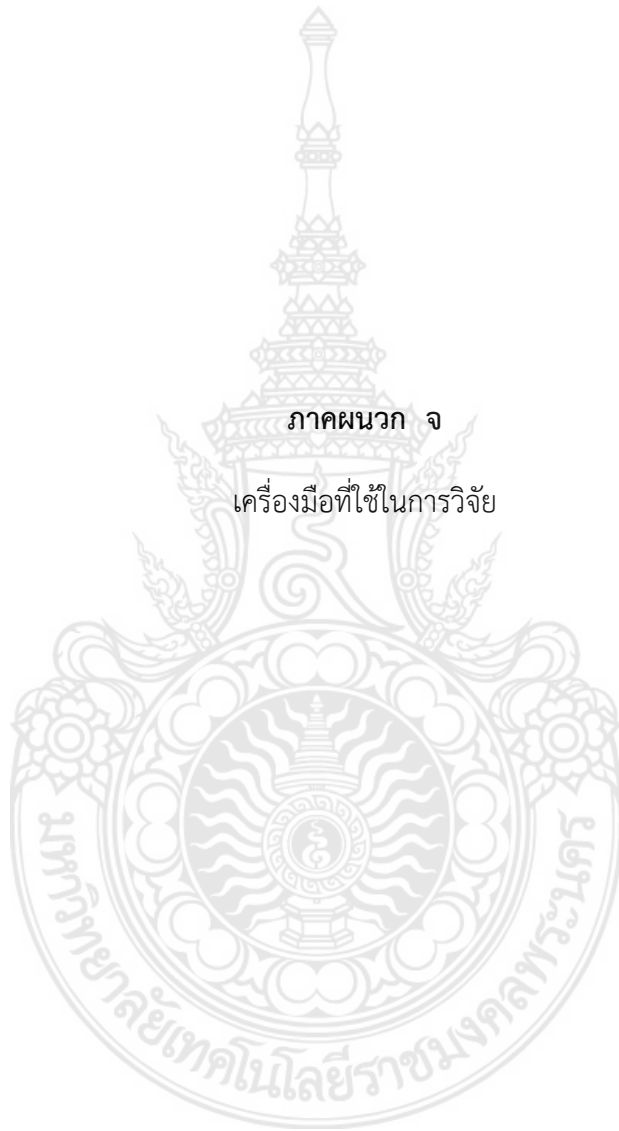 ภาคผนวก จ
เครื่องมือที่ใช้ในการวิจัย
มหาวิทยาลัยเทคโนโลยีราชมงคลพระนคร